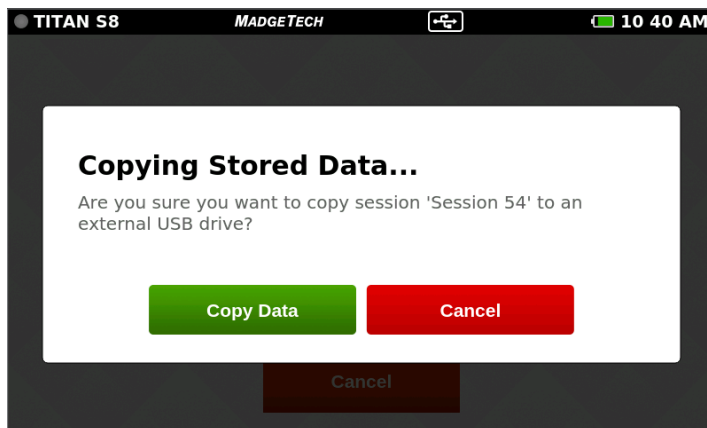 TITAN S8 MADGETECH 10 40 AM
Copying Stored Data...
Are you sure you want to copy session 'Session 54' to an
external USB drive?
Copy Data Cancel
Cancel